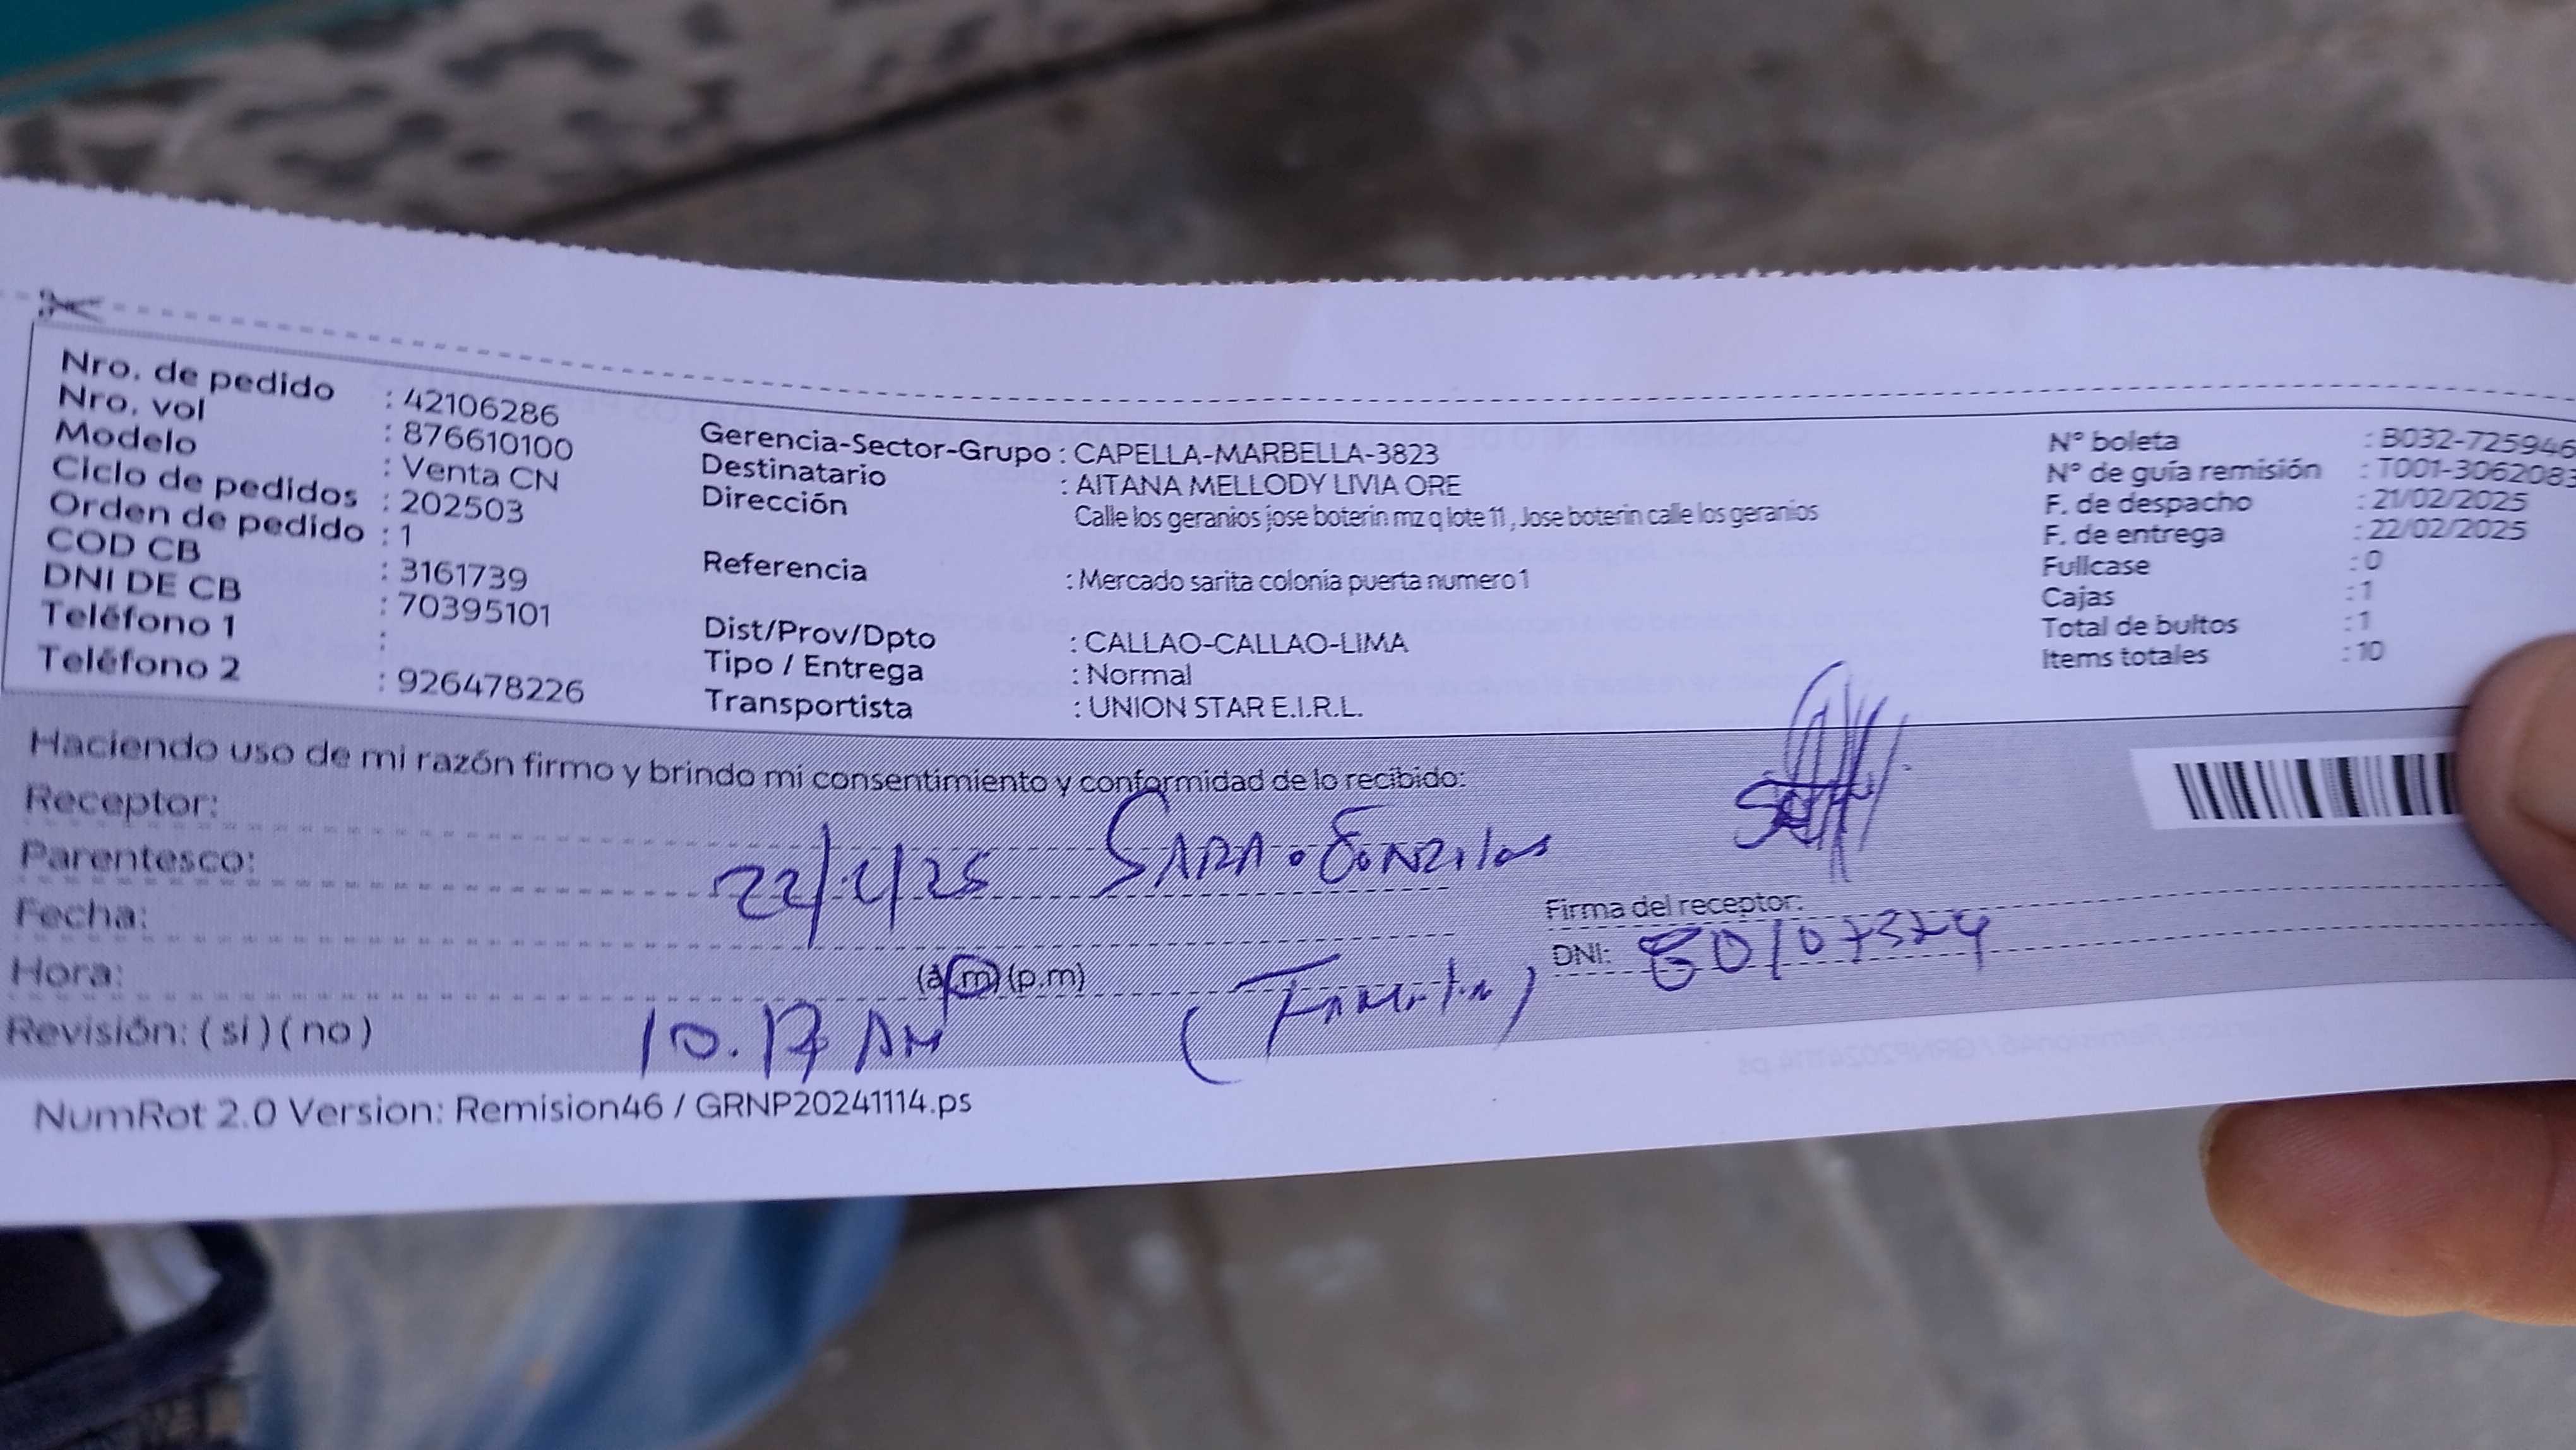 Nro. de pedido : 42106286
Nro. vol : 876610100
Modelo : Venta CN
Ciclo de pedidos : 202503
Orden de pedido : 1
COD CB : 3161739
DNI DE CB : 70395101
Teléfono 1 :
Teléfono 2 : 926478226
Gerencia-Sector-Grupo : CAPELLA-MARBELLA-3823
Destinatario : AITANA MELLODY LIVIA ORE
Dirección Calle los geranios jose boterin mz q lote 11 , Jose boterin calle los geranios
Referencia : Mercado sarita colonia puerta numero 1
Dist/Prov/Dpto : CALLAO-CALLAO-LIMA
Tipo / Entrega : Normal
Transportista : UNION STAR E.I.R.L.
N° boleta : B032-725946
N° de guía remisión : T001-3062083
F. de despacho : 21/02/2025
F. de entrega : 22/02/2025
Fullcase : 0
Cajas : 1
Total de bultos : 1
Items totales : 10
Haciendo uso de mi razón firmo y brindo mi consentimiento y conformidad de lo recibido:
Receptor: SARA
Parentesco:
Fecha:
Hora: (a.m) (p.m)
Revisión: ( si ) ( no ) 10.17 AM
Firma del receptor:
DNI:
NumRot 2.0 Version: Remision46 / GRNP20241114.ps